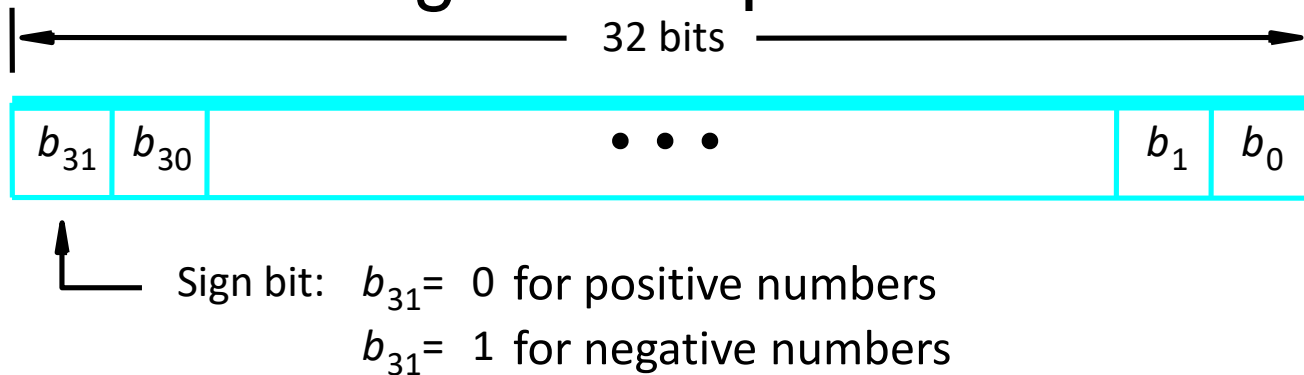 32 bits
b31 b30 • • • b1 b0
Sign bit: b31= 0 for positive numbers
b31= 1 for negative numbers